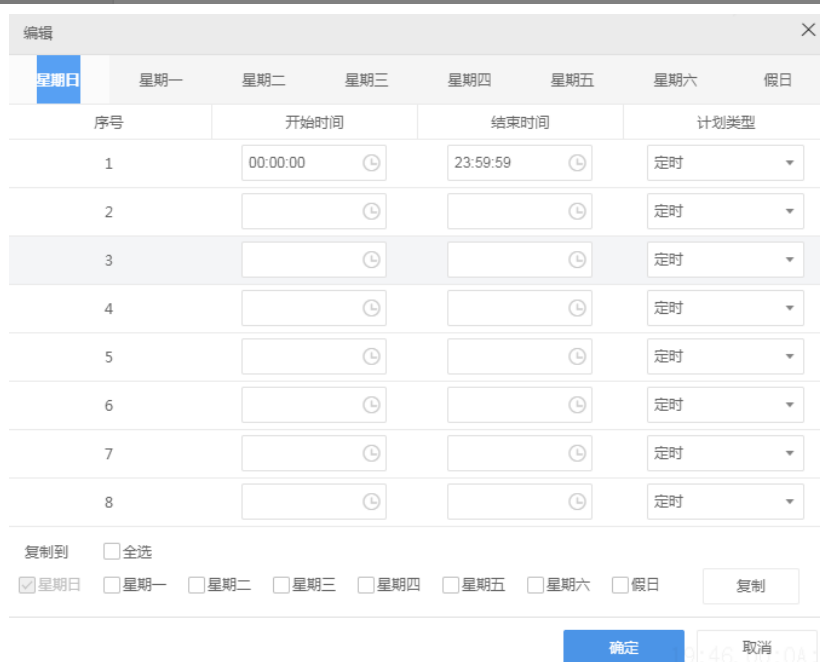 编辑
星期日 星期一 星期二 星期三 星期四 星期五 星期六 假日
序号 开始时间 结束时间 计划类型
1 00:00:00 23:59:59 定时
2 定时
3 定时
4 定时
5 定时
6 定时
7 定时
8 定时
复制到 全选
星期日 星期一 星期二 星期三 星期四 星期五 星期六 假日 复制
确定 取消